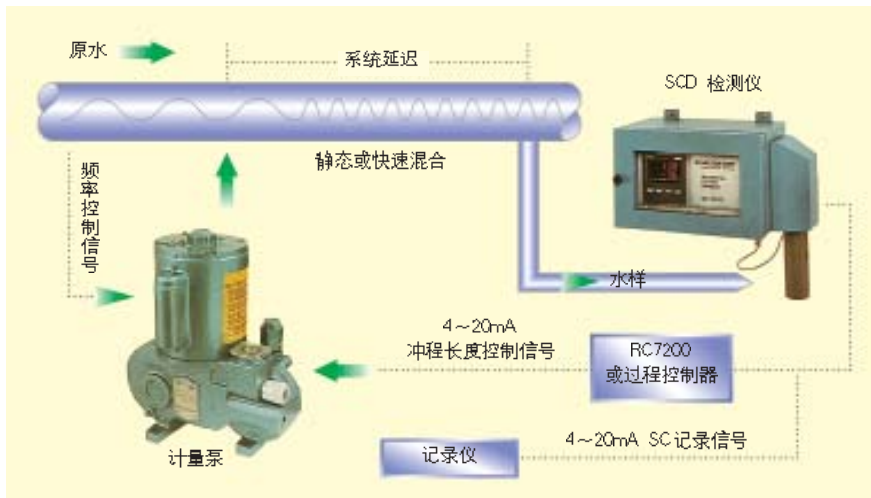 原水
系统延迟
SCD 检测仪
静态或快速混合
频率控制信号
水样
4～20mA
冲程长度控制信号
RC7200
或过程控制器
4～20mA SC记录信号
记录仪
计量泵